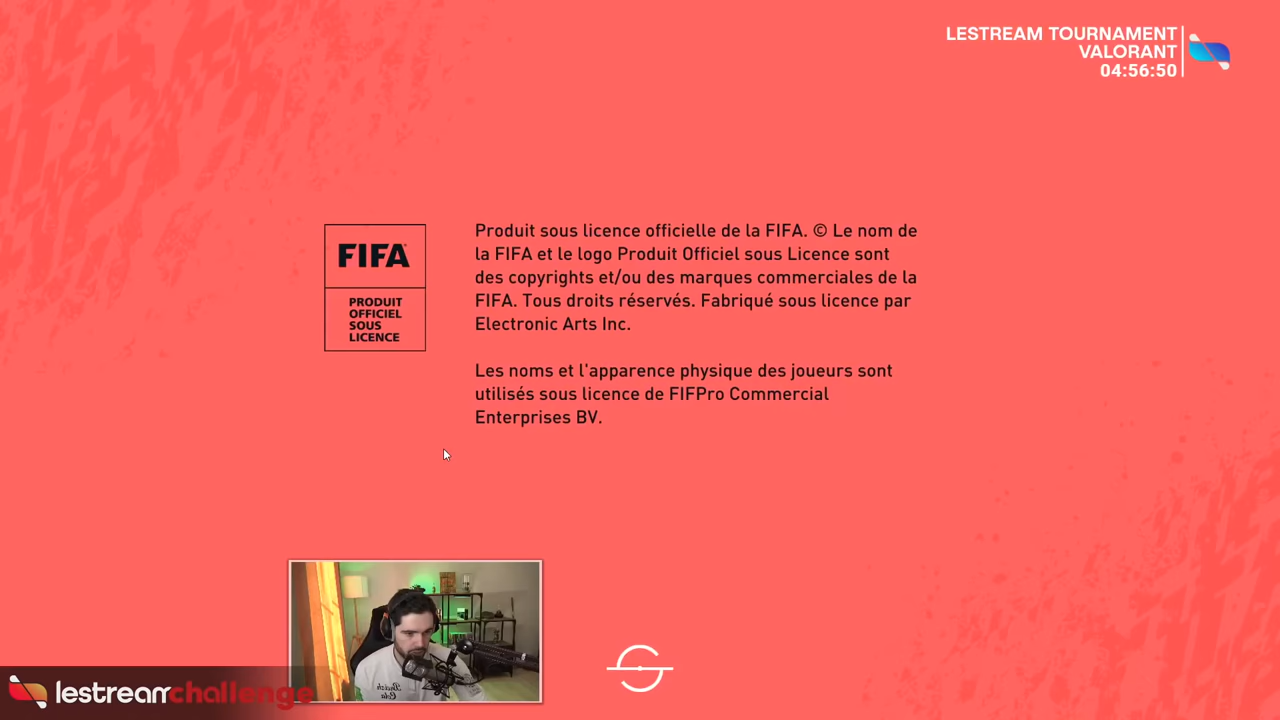 LESTREAM TOURNAMENT
VALORANT
04:56:50
FIFA
PRODUIT
OFFICIEL
SOUS
LICENCE
Produit sous licence officielle de la FIFA. © Le nom de
la FIFA et le logo Produit Officiel sous Licence sont
des copyrights et/ou des marques commerciales de la
FIFA. Tous droits réservés. Fabriqué sous licence par
Electronic Arts Inc.
Les noms et l'apparence physique des joueurs sont
utilisés sous licence de FIFPro Commercial
Enterprises BV.
lestreamchallenge